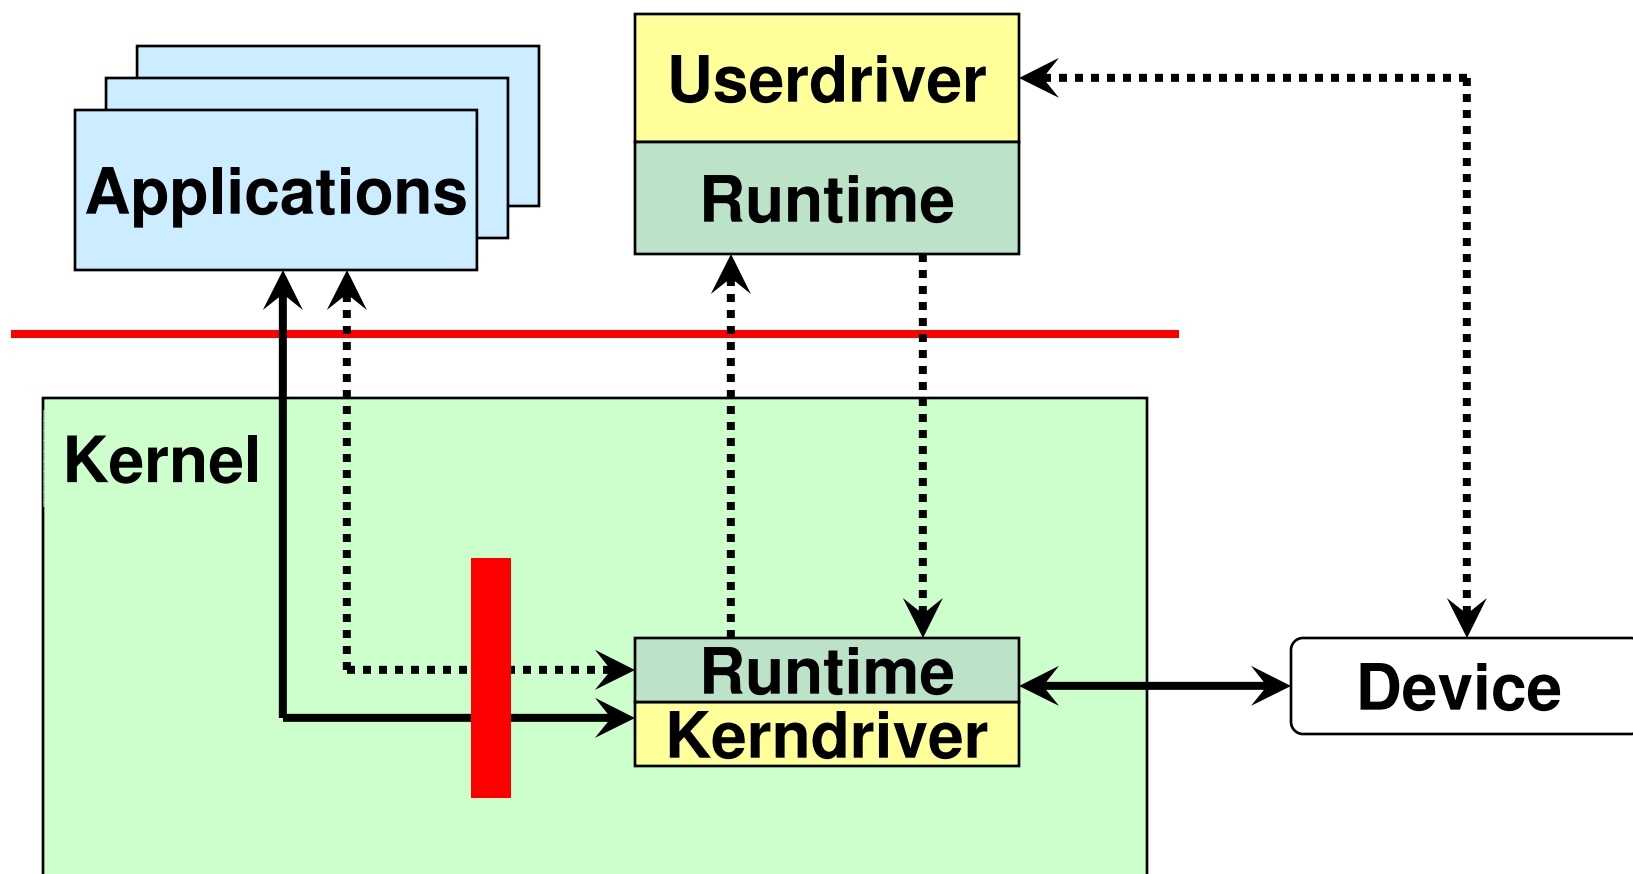 Userdriver
Applications
Runtime
Kernel
Runtime
Device
Kerndriver